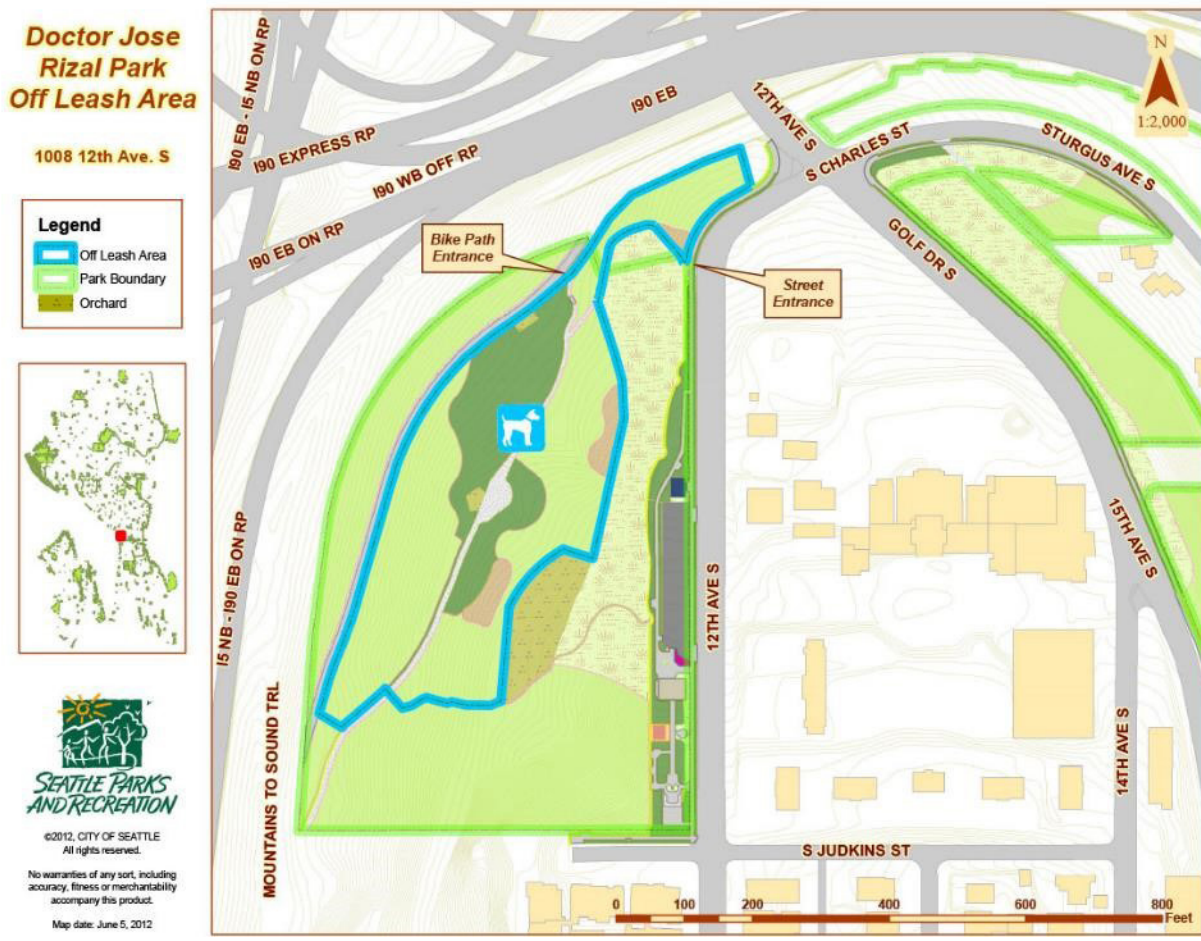 Doctor Jose
Rizal Park
Off Leash Area
1008 12th Ave. S
Legend
Off Leash Area
Park Boundary
Orchard
SEATTLE PARKS
AND RECREATION
©2012, CITY OF SEATTLE
All rights reserved.
No warranties of any sort, including
accuracy, fitness or merchantability
accompany this product.
Map date: June 5, 2012
I90 EB - I5 NB ON RP
I90 EXPRESS RP
I90 WB OFF RP
I90 EB ON RP
I90 EB
12TH AVE S
S CHARLES ST
STURGUS AVE S
N
1:2,000
GOLF DR S
Bike Path
Entrance
Street
Entrance
I5 NB - I90 EB ON RP
MOUNTAINS TO SOUND TRL
12TH AVE S
15TH AVE S
14TH AVE S
S JUDKINS ST
0 100 200 400 600 800
Feet